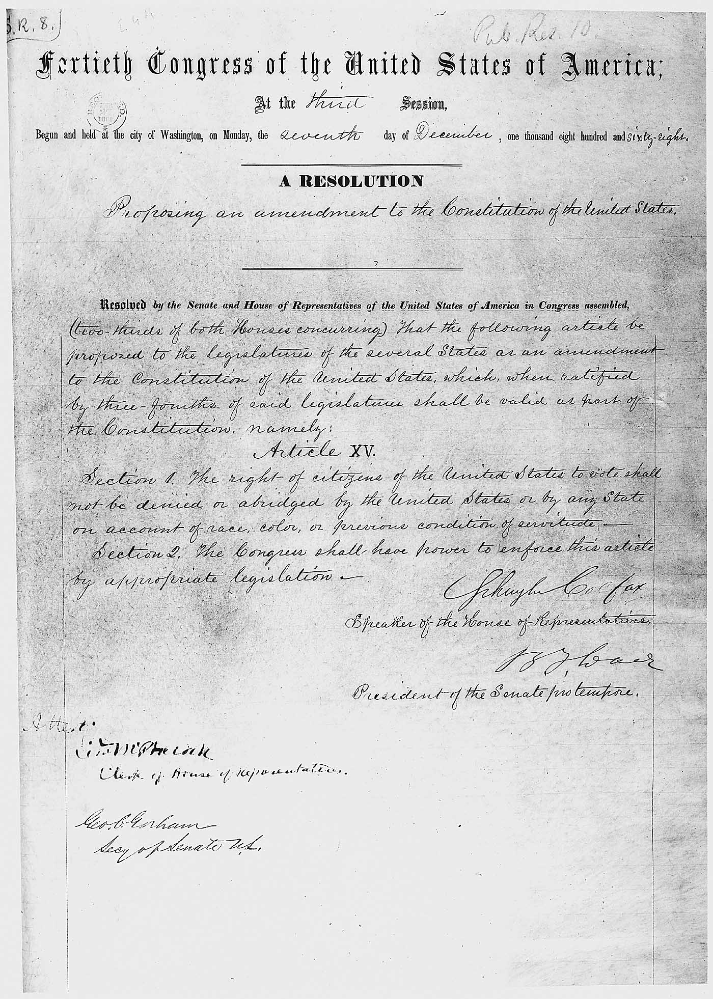 S.R. 8.
Pub. Res. 10.
Fortieth Congress of the United States of America;
At the third Session,
Begun and held at the city of Washington, on Monday, the seventh day of December, one thousand eight hundred and sixty-eight.
A RESOLUTION
Proposing an amendment to the Constitution of the United States.
Resolved by the Senate and House of Representatives of the United States of America in Congress assembled,
(two-thirds of both Houses concurring) That the following article be
proposed to the legislatures of the several States as an amendment
to the Constitution of the United States, which, when ratified
by three-fourths of said legislatures shall be valid as part of
the Constitution, namely:
Article XV.
Section 1. The right of citizens of the United States to vote shall
not be denied or abridged by the United States or by any State
on account of race, color, or previous condition of servitude.—
Section 2. The Congress shall have power to enforce this article
by appropriate legislation.—
Schuyler Colfax
Speaker of the House of Representatives.
B. F. Wade
President of the Senate pro tempore.
Attest:
McPherson
Clerk of House of Representatives.
Geo. C. Gorham
Secy of Senate U.S.